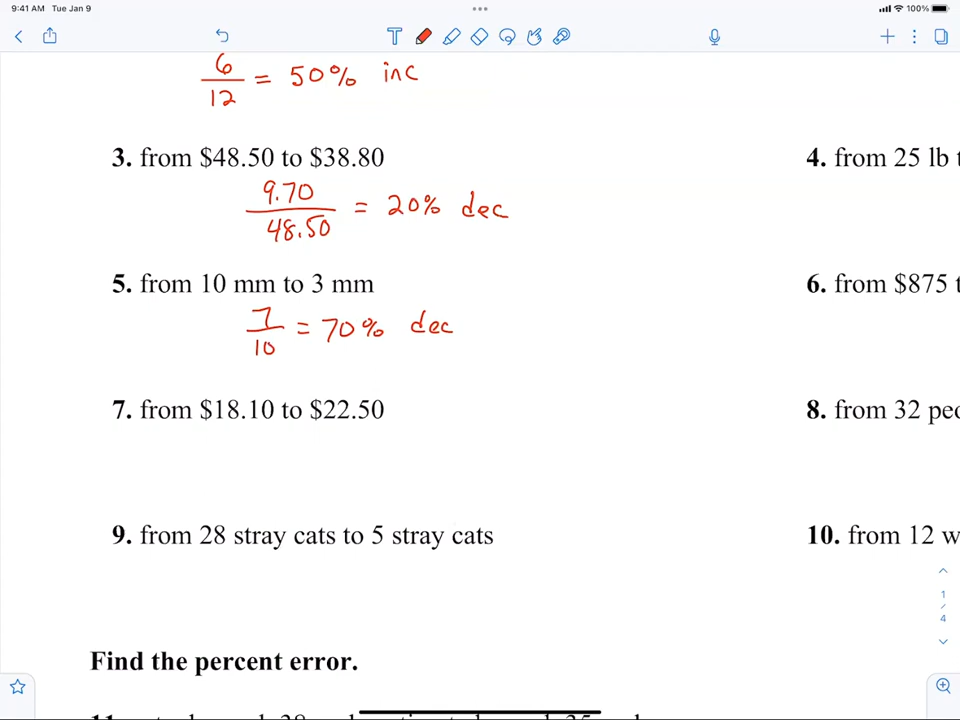 9:41 AM Tue Jan 9
100%
6
12
= 50% inc
3. from $48.50 to $38.80
4. from 25 lb
9.70
48.50
= 20% dec
5. from 10 mm to 3 mm
6. from $875
7
10
= 70% dec
7. from $18.10 to $22.50
8. from 32
9. from 28 stray cats to 5 stray cats
10. from 12
1
/
4
Find the percent error.